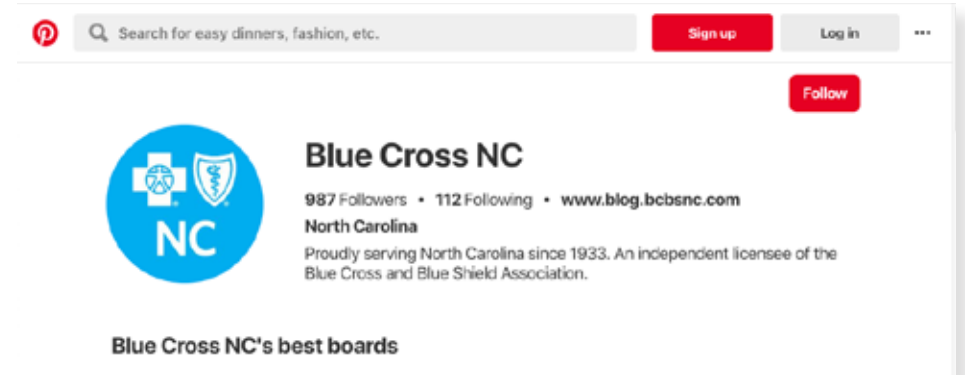 Search for easy dinners, fashion, etc. Sign up Log in ...
Follow
NC
Blue Cross NC
987 Followers • 112 Following • www.blog.bcbsnc.com
North Carolina
Proudly serving North Carolina since 1933. An independent licensee of the
Blue Cross and Blue Shield Association.
Blue Cross NC's best boards